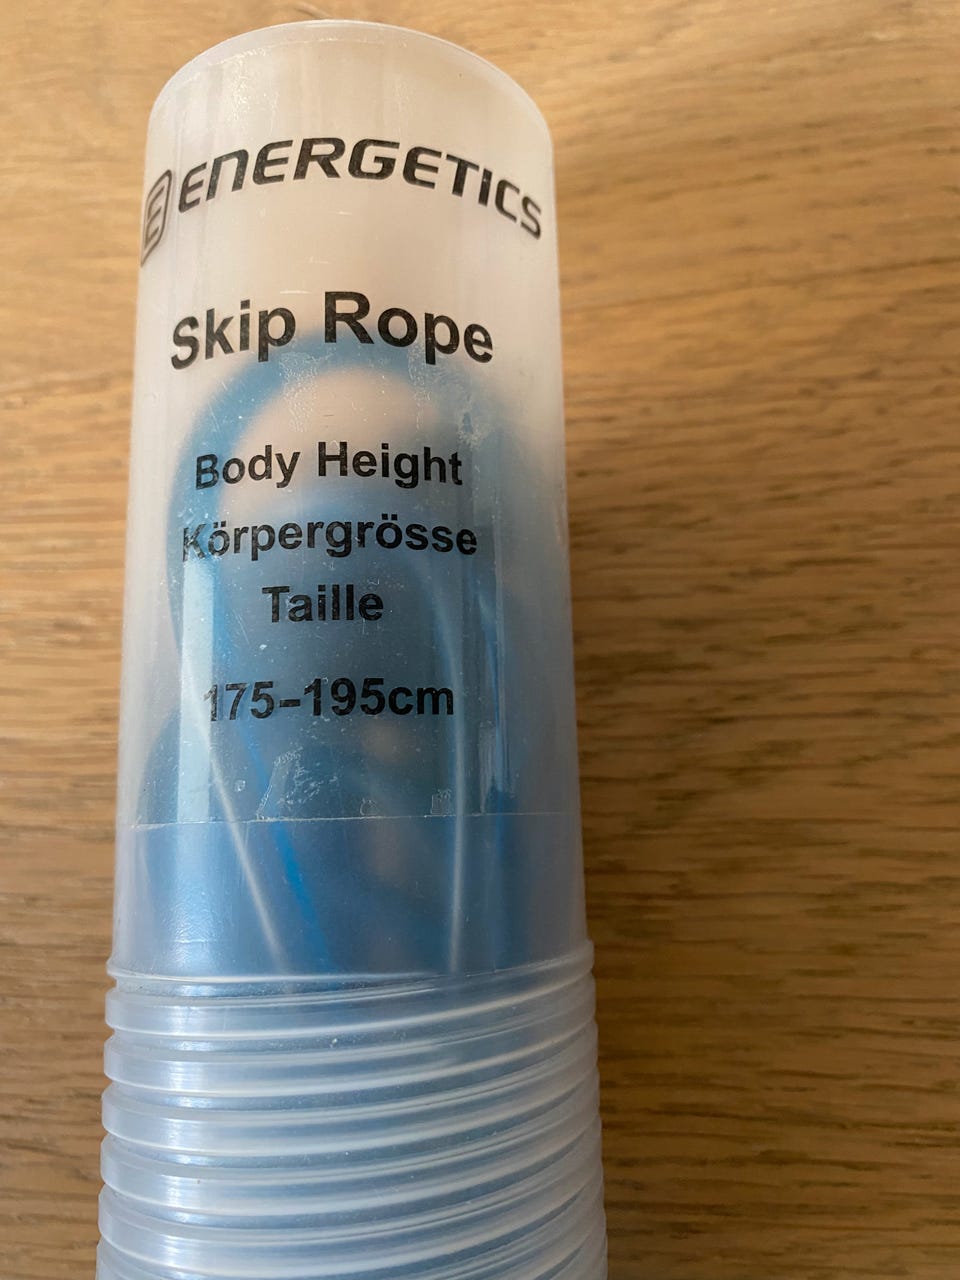 ENERGETICS
Skip Rope
Body Height
Körpergrösse
Taille
175-195cm